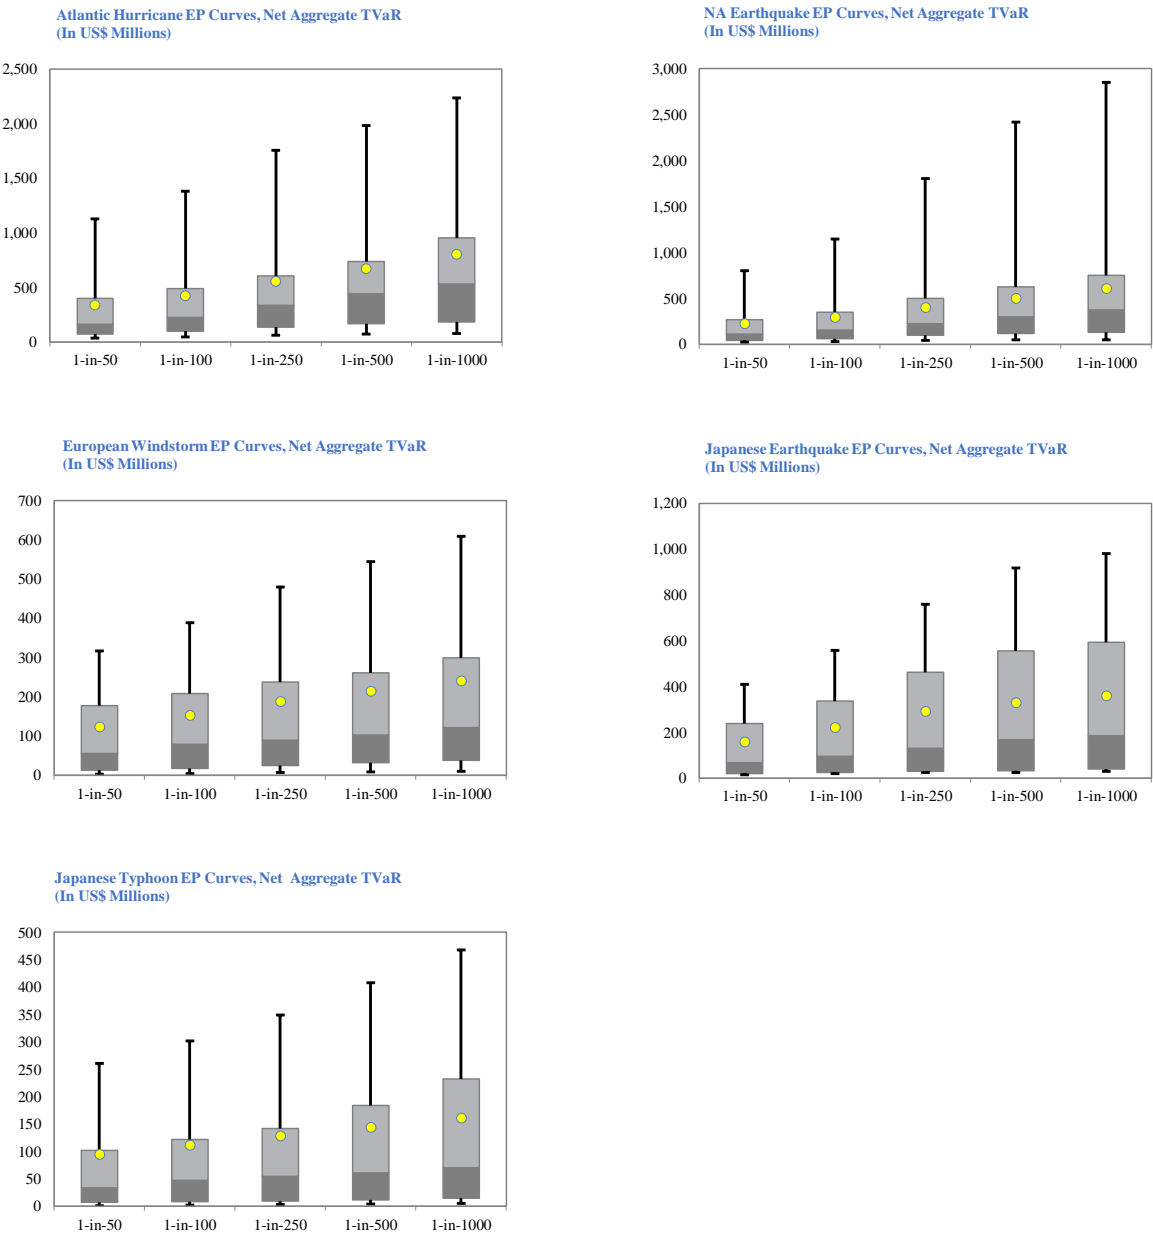 Atlantic Hurricane EP Curves, Net Aggregate TVaR
(In US$ Millions)
2,500
2,000
1,500
1,000
500
0
1-in-50 1-in-100 1-in-250 1-in-500 1-in-1000
NA Earthquake EP Curves, Net Aggregate TVaR
(In US$ Millions)
3,000
2,500
2,000
1,500
1,000
500
0
1-in-50 1-in-100 1-in-250 1-in-500 1-in-1000
European Windstorm EP Curves, Net Aggregate TVaR
(In US$ Millions)
700
600
500
400
300
200
100
0
1-in-50 1-in-100 1-in-250 1-in-500 1-in-1000
Japanese Earthquake EP Curves, Net Aggregate TVaR
(In US$ Millions)
1,200
1,000
800
600
400
200
0
1-in-50 1-in-100 1-in-250 1-in-500 1-in-1000
Japanese Typhoon EP Curves, Net Aggregate TVaR
(In US$ Millions)
500
450
400
350
300
250
200
150
100
50
0
1-in-50 1-in-100 1-in-250 1-in-500 1-in-1000